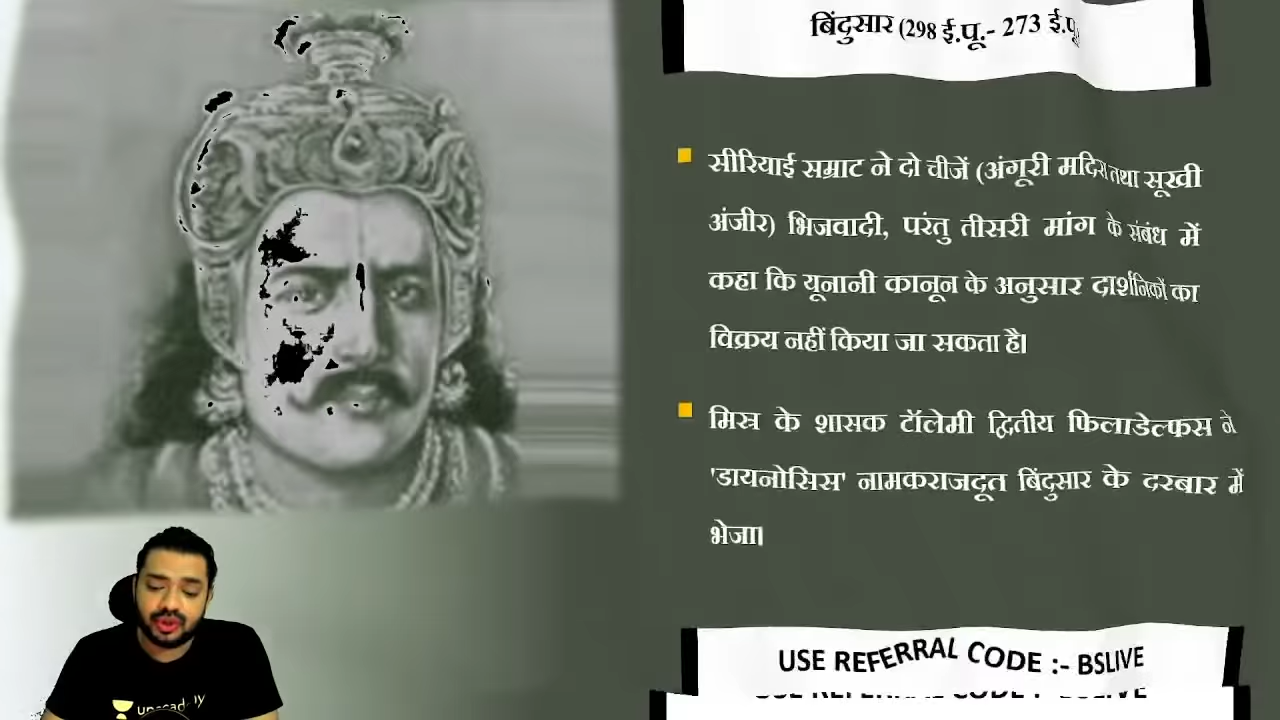 बिंदुसार (298 ई.पू.- 273 ई.पू
सीरियाई सम्राट ने दो चीजें (अंगूरी मदिरा तथा सूखी
अंजीर) भिजवादी, परंतु तीसरी मांग के संबंध में
कहा कि यूनानी कानून के अनुसार दार्शनिकों का
विक्रय नहीं किया जा सकता है।
मिस्र के शासक टॉलेमी द्वितीय फिलाडेल्फस ने
'डायनोसिस' नामकराजदूत बिंदुसार के दरबार में
भेजा।
USE REFERRAL CODE :- BSLIVE
unacademy